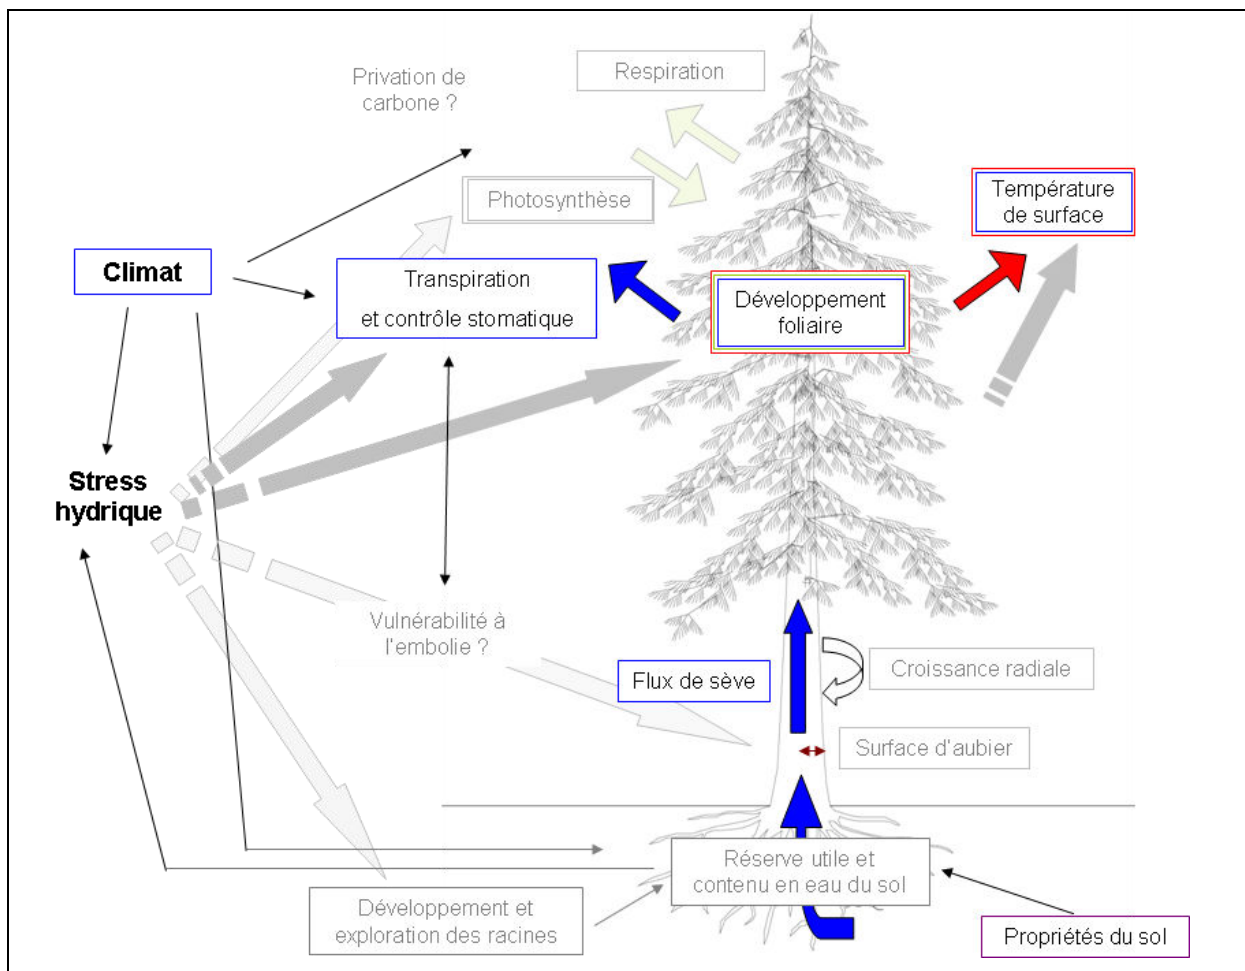 Privation de
carbone ?
Respiration
Photosynthèse
Température
de surface
Climat
Transpiration
et contrôle stomatique
Développement
foliaire
Stress
hydrique
Vulnérabilité à
l'embolie ?
Flux de sève
Croissance radiale
Surface d'aubier
Réserve utile et
contenu en eau du sol
Développement et
exploration des racines
Propriétés du sol